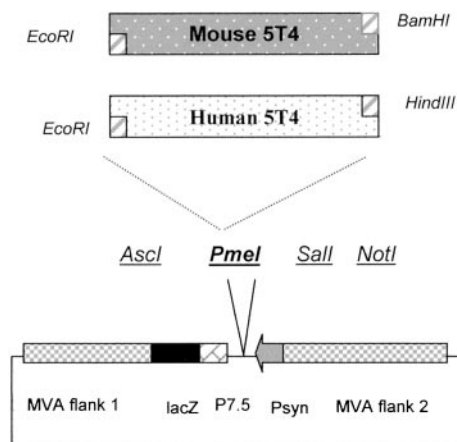 EcoRI Mouse 5T4 BamHI
EcoRI Human 5T4 HindIII
AscI PmeI SalI NotI
MVA flank 1 lacZ P7.5 Psyn MVA flank 2